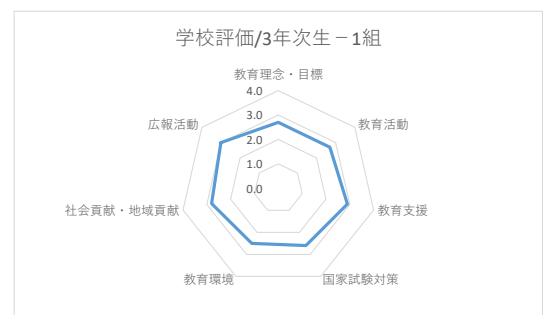 学校評価/3年次生－1組
教育理念・目標
4.0
3.0
2.0
1.0
0.0
教育活動
教育支援
国家試験対策
教育環境
社会貢献・地域貢献
広報活動